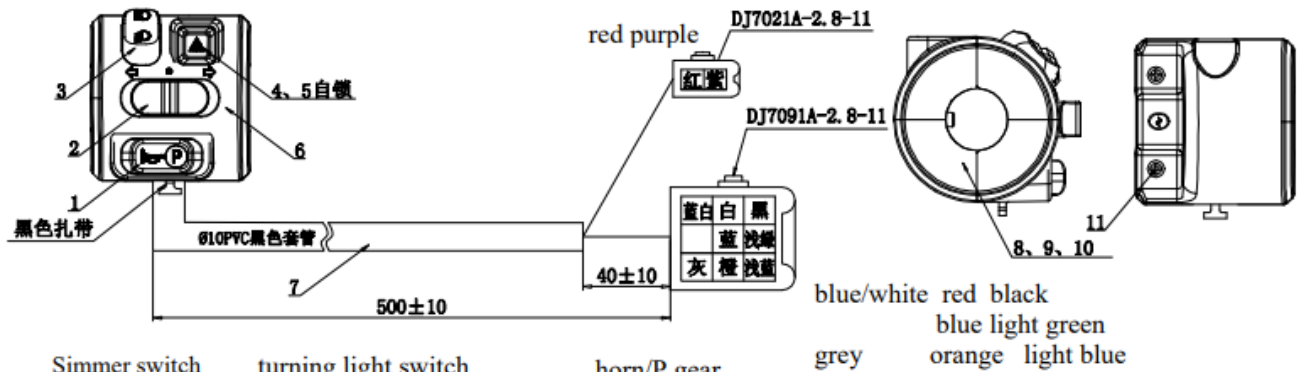 DJ7021A-2.8-11
red purple
红 紫
3
4、5自锁
DJ7091A-2.8-11
2
6
P
1
黑色扎带
Ø10PVC黑色套管
7
蓝白 白 黑
蓝 浅绿
灰 橙 浅蓝
11
8、9、10
40±10
500±10
blue/white red black
blue light green
grey orange light blue
Simmer switch turning light switch horn/P gear